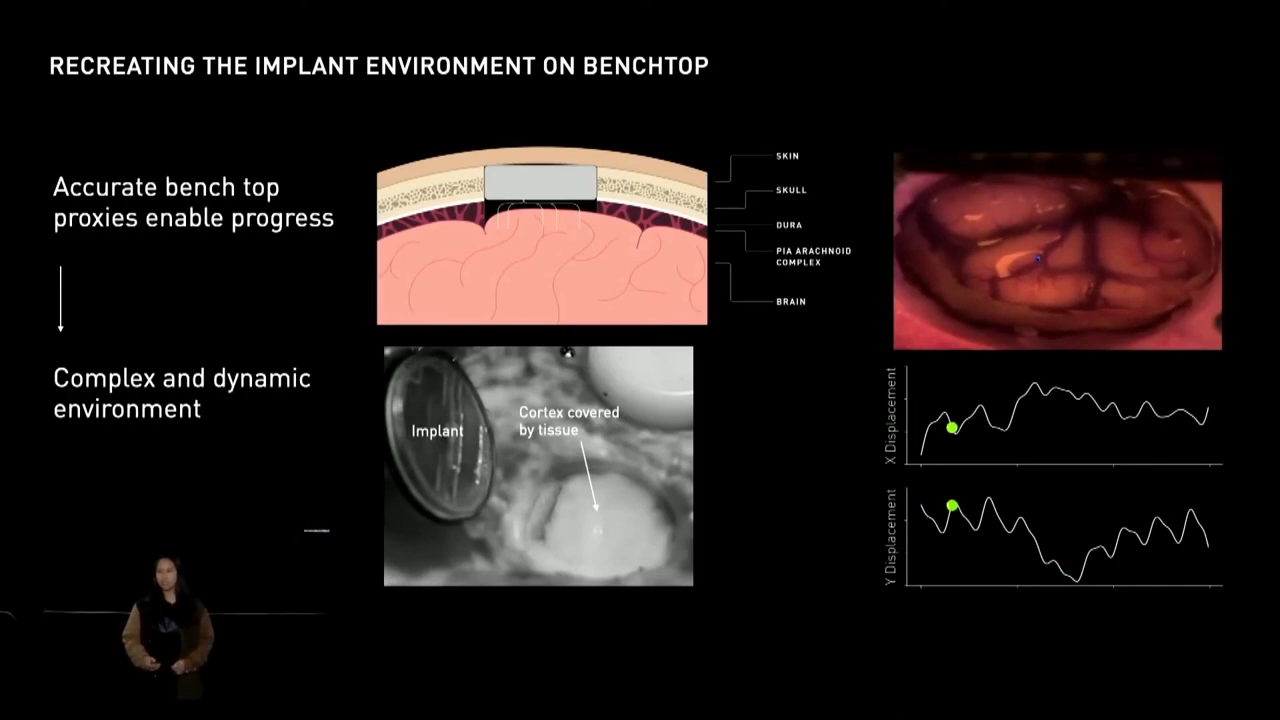 RECREATING THE IMPLANT ENVIRONMENT ON BENCHTOP
Accurate bench top
proxies enable progress
Complex and dynamic
environment
SKIN
SKULL
DURA
PIA ARACHNOID
COMPLEX
BRAIN
Implant
Cortex covered
by tissue
X Displacement
Y Displacement